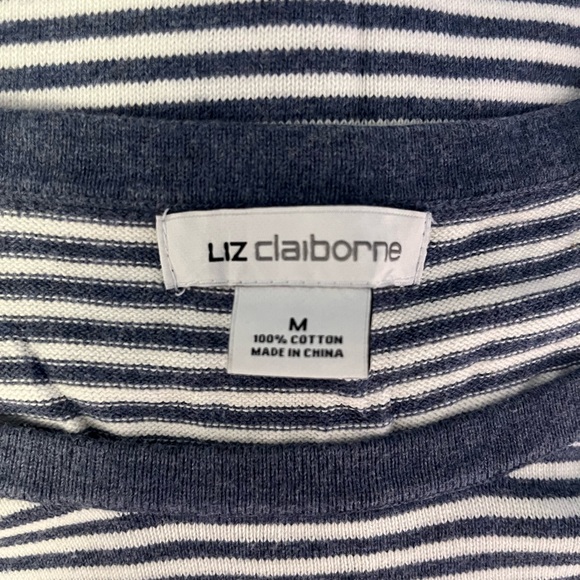 LIZ claiborne
M
100% COTTON
MADE IN CHINA